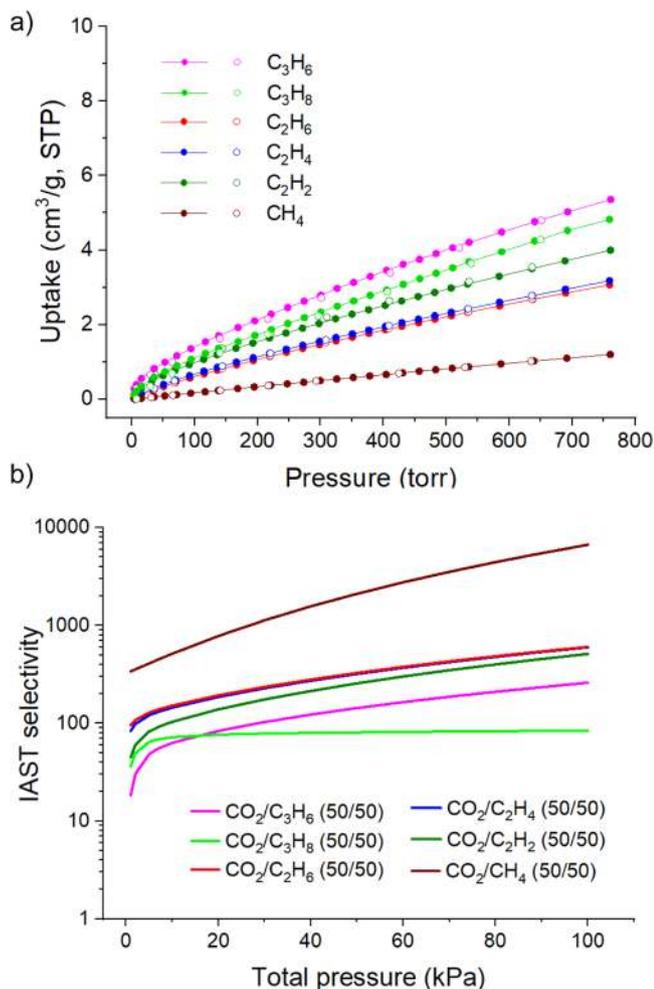 a)
10
8
6
4
2
0
Uptake (cm³/g, STP)
C₃H₆
C₃H₈
C₂H₆
C₂H₄
C₂H₂
CH₄
0 100 200 300 400 500 600 700 800
Pressure (torr)
b)
10000
1000
100
10
1
IAST selectivity
CO₂/C₃H₆ (50/50) CO₂/C₂H₄ (50/50)
CO₂/C₃H₈ (50/50) CO₂/C₂H₂ (50/50)
CO₂/C₂H₆ (50/50) CO₂/CH₄ (50/50)
0 20 40 60 80 100
Total pressure (kPa)